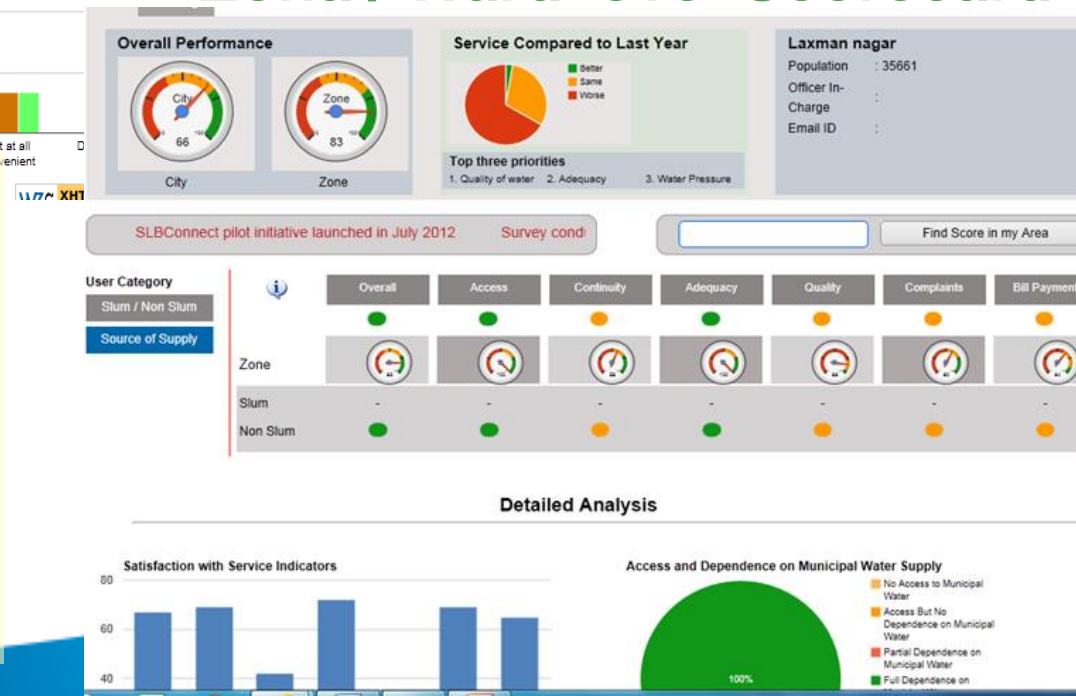 t at all
venient
D
XHT
Overall Performance
City
66
City
Zone
83
Zone
Service Compared to Last Year
Better
Same
Worse
Top three priorities
1. Quality of water 2. Adequacy 3. Water Pressure
Laxman nagar
Population : 35661
Officer In-
Charge :
Email ID :
SLBConnect pilot initiative launched in July 2012 Survey cond
Find Score in my Area
User Category
Slum / Non Slum
Source of Supply
i Overall Access Continuity Adequacy Quality Complaints Bill Payment
Zone
Slum - - - - - - -
Non Slum
Detailed Analysis
Satisfaction with Service Indicators
80
60
40
Access and Dependence on Municipal Water Supply
100%
No Access to Municipal
Water
Access But No
Dependence on Municipal
Water
Partial Dependence on
Municipal Water
Full Dependence on